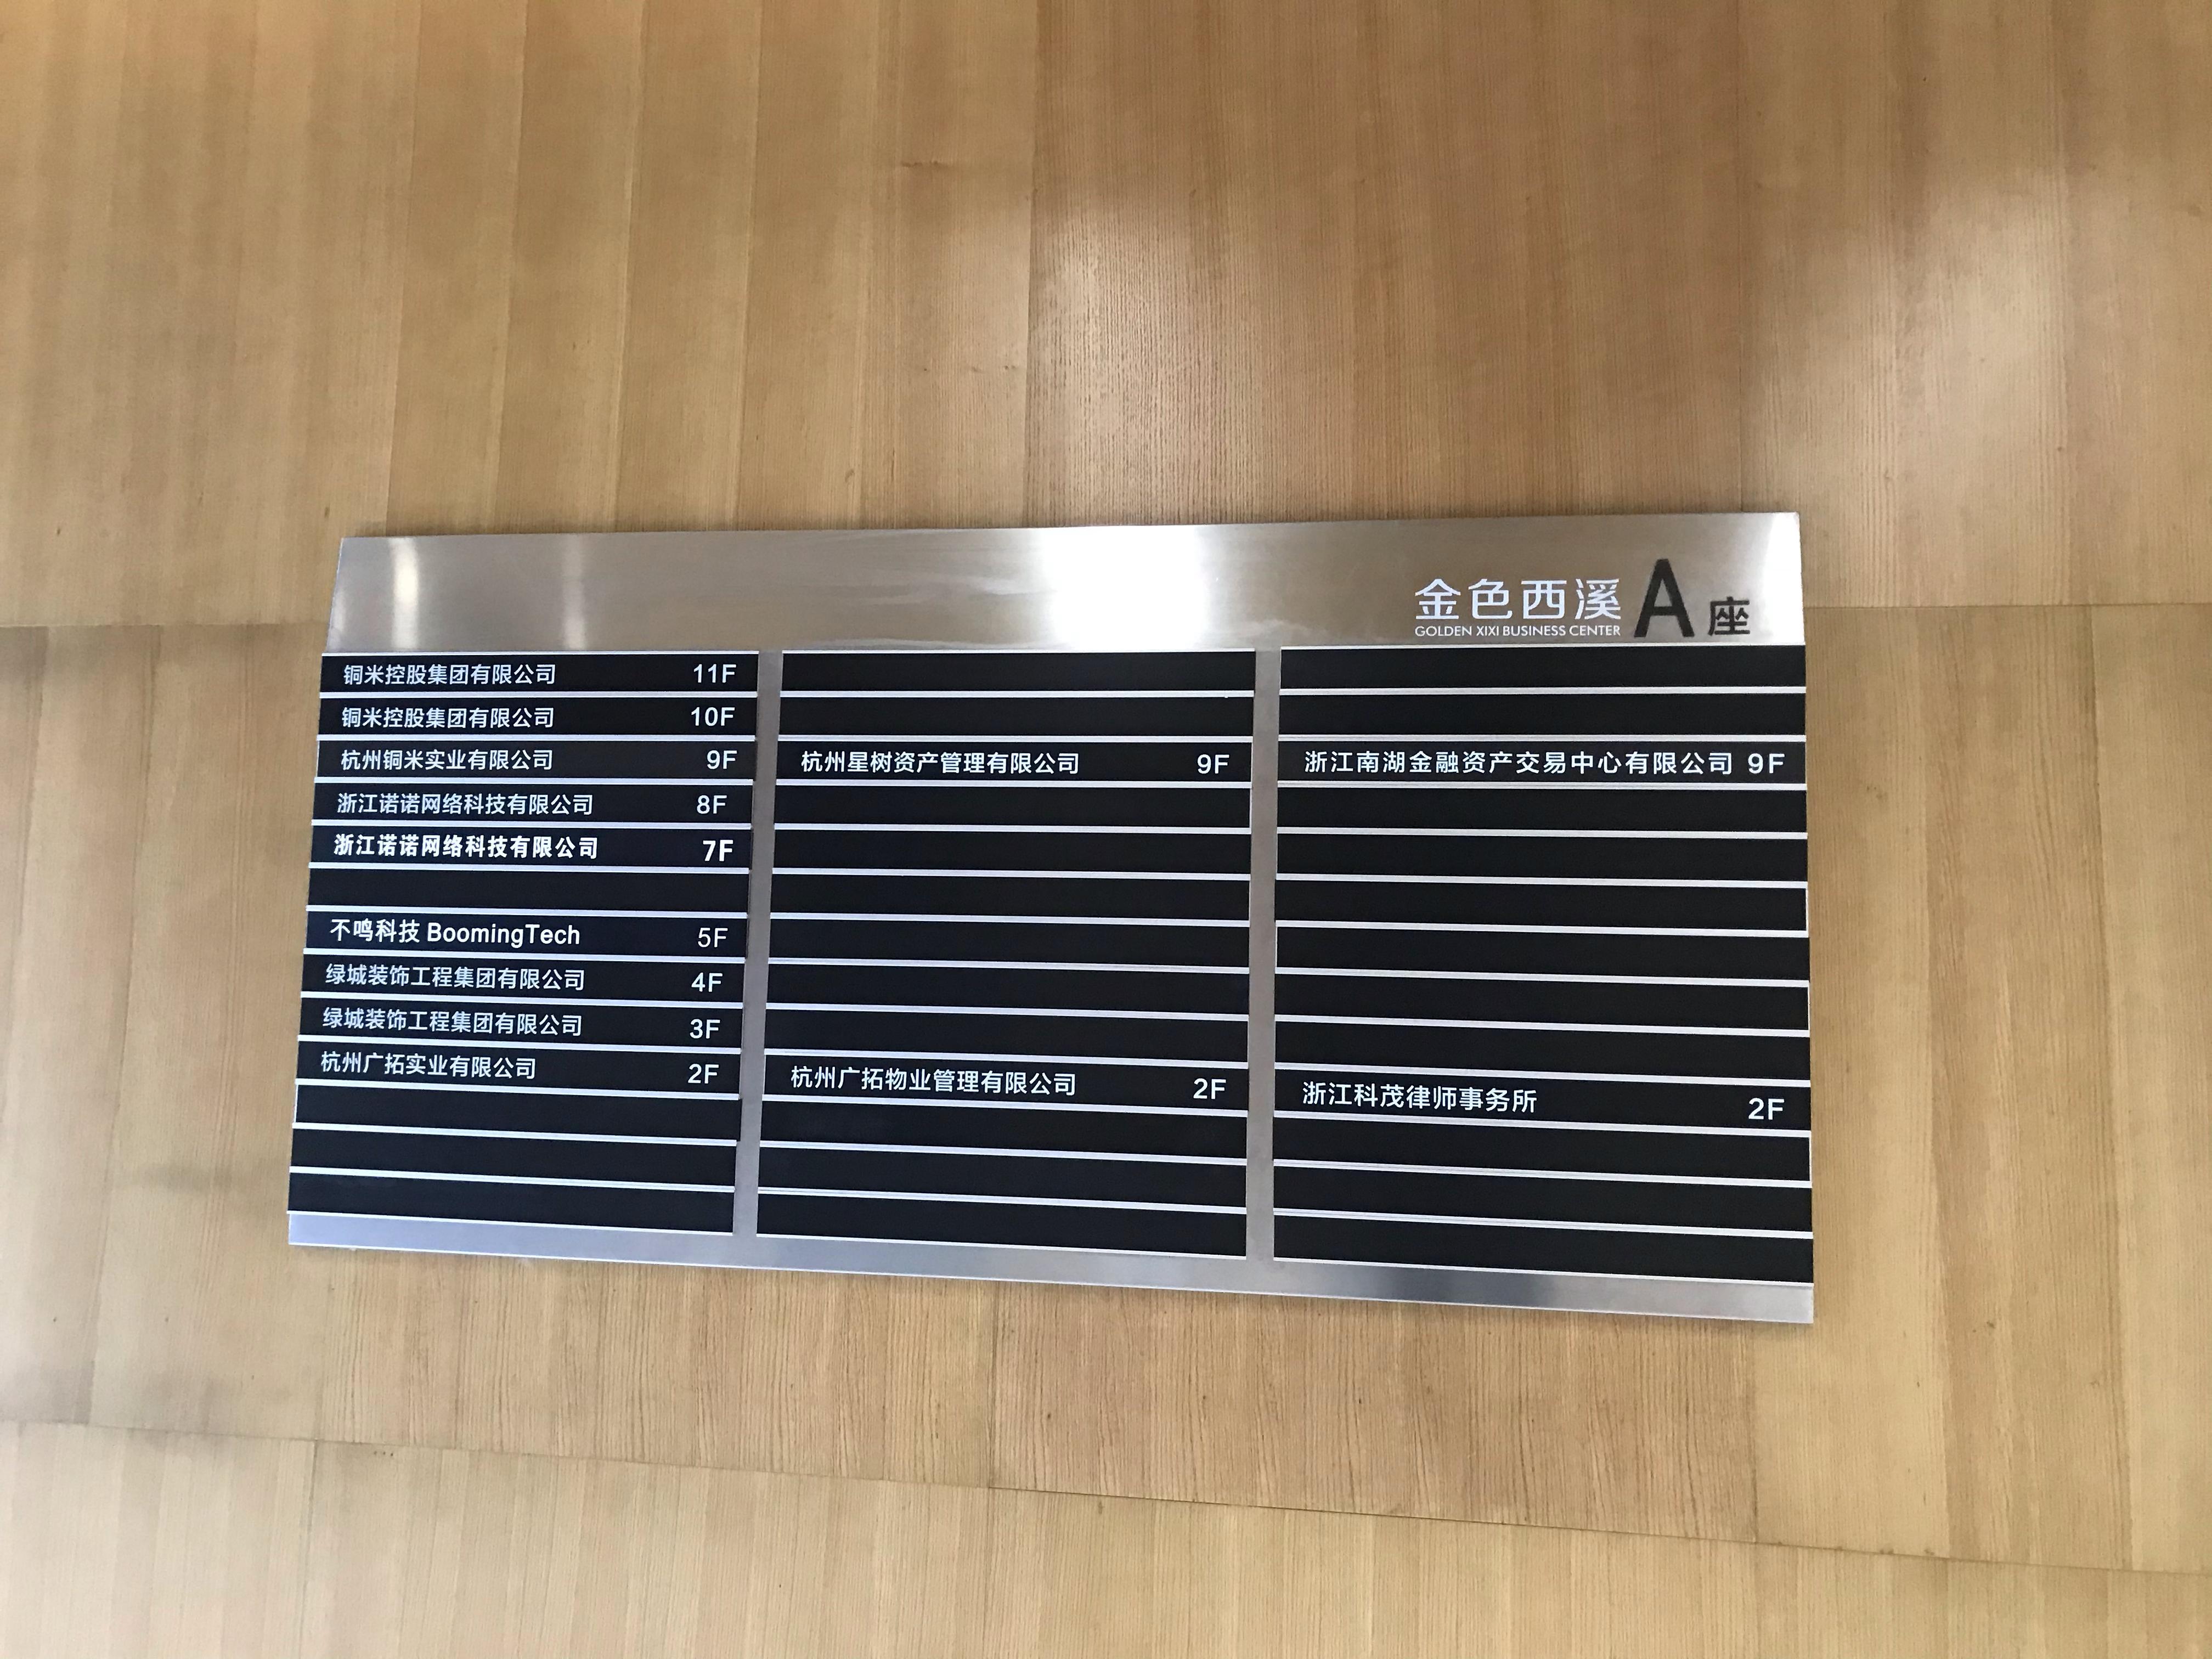 金色西溪 A 座
GOLDEN XIXI BUSINESS CENTER
铜米控股集团有限公司 11F
铜米控股集团有限公司 10F
杭州铜米实业有限公司 9F
浙江诺诺网络科技有限公司 8F
浙江诺诺网络科技有限公司 7F
不鸣科技 BoomingTech 5F
绿城装饰工程集团有限公司 4F
绿城装饰工程集团有限公司 3F
杭州广拓实业有限公司 2F
杭州星树资产管理有限公司 9F
杭州广拓物业管理有限公司 2F
浙江南湖金融资产交易中心有限公司 9F
浙江科茂律师事务所 2F